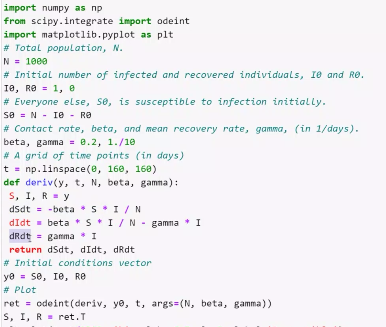 import numpy as np
from scipy.integrate import odeint
import matplotlib.pyplot as plt
# Total population, N.
N = 1000
# Initial number of infected and recovered individuals, I0 and R0.
I0, R0 = 1, 0
# Everyone else, S0, is susceptible to infection initially.
S0 = N - I0 - R0
# Contact rate, beta, and mean recovery rate, gamma, (in 1/days).
beta, gamma = 0.2, 1./10
# A grid of time points (in days)
t = np.linspace(0, 160, 160)
def deriv(y, t, N, beta, gamma):
 S, I, R = y
 dSdt = -beta * S * I / N
 dIdt = beta * S * I / N - gamma * I
 dRdt = gamma * I
 return dSdt, dIdt, dRdt
# Initial conditions vector
y0 = S0, I0, R0
# Plot
ret = odeint(deriv, y0, t, args=(N, beta, gamma))
S, I, R = ret.T